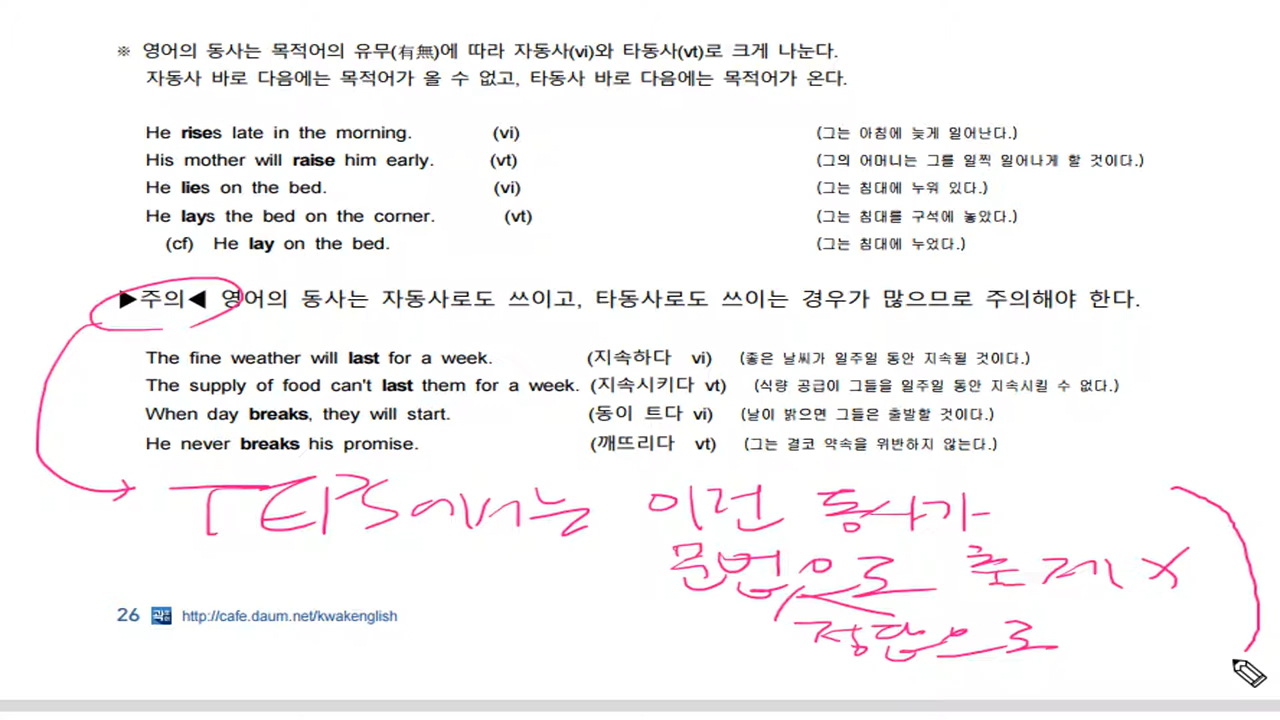 ※ 영어의 동사는 목적어의 유무(有無)에 따라 자동사(vi)와 타동사(vt)로 크게 나눈다.
자동사 바로 다음에는 목적어가 올 수 없고, 타동사 바로 다음에는 목적어가 온다.
He rises late in the morning. (vi) (그는 아침에 늦게 일어난다.)
His mother will raise him early. (vt) (그의 어머니는 그를 일찍 일어나게 할 것이다.)
He lies on the bed. (vi) (그는 침대에 누워 있다.)
He lays the bed on the corner. (vt) (그는 침대를 구석에 놓았다.)
(cf) He lay on the bed. (그는 침대에 누었다.)
▶주의◀ 영어의 동사는 자동사로도 쓰이고, 타동사로도 쓰이는 경우가 많으므로 주의해야 한다.
The fine weather will last for a week. (지속하다 vi) (좋은 날씨가 일주일 동안 지속될 것이다.)
The supply of food can't last them for a week. (지속시키다 vt) (식량 공급이 그들을 일주일 동안 지속시킬 수 없다.)
When day breaks, they will start. (동이 트다 vi) (날이 밝으면 그들은 출발할 것이다.)
He never breaks his promise. (깨뜨리다 vt) (그는 결코 약속을 위반하지 않는다.)
TEPS에서는 이런 동사가
문법으로 출제 X
정답으로
26 곽영어 http://cafe.daum.net/kwakenglish